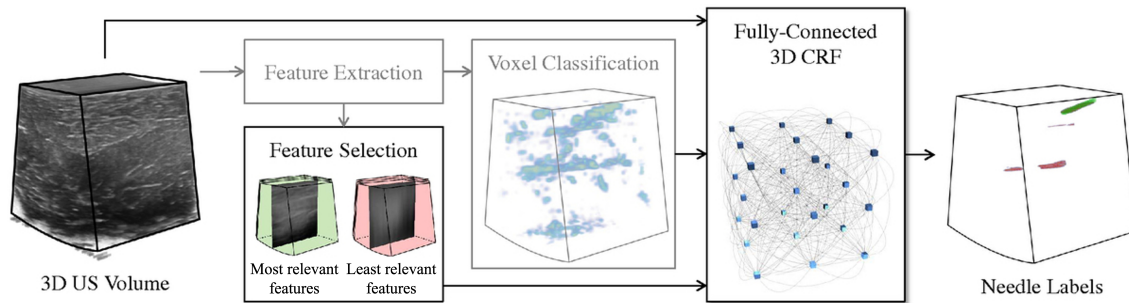 3D US Volume
Feature Extraction
Feature Selection
Most relevant
features
Least relevant
features
Voxel Classification
Fully-Connected
3D CRF
Needle Labels